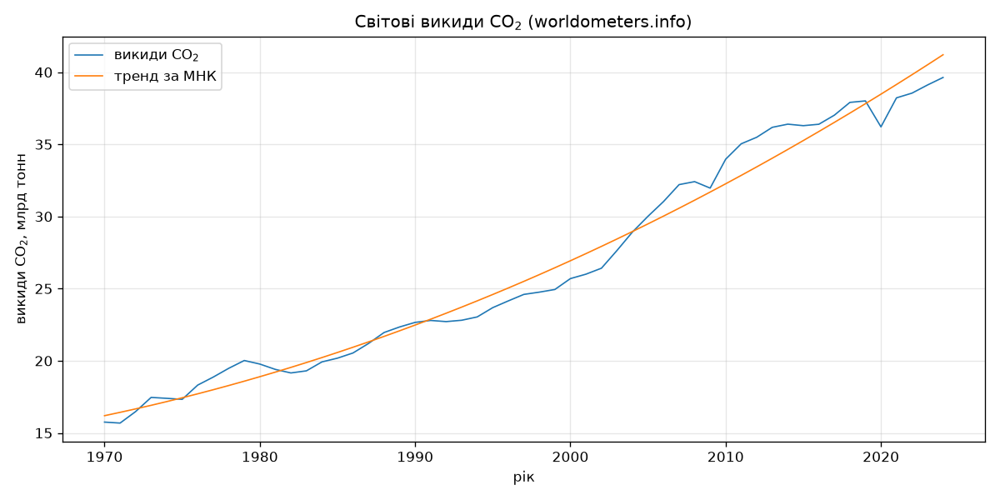 Світові викиди CO₂ (worldometers.info)
викиди CO₂
тренд за МНК
викиди CO₂, млрд тонн
40
35
30
25
20
15
1970 1980 1990 2000 2010 2020
рік